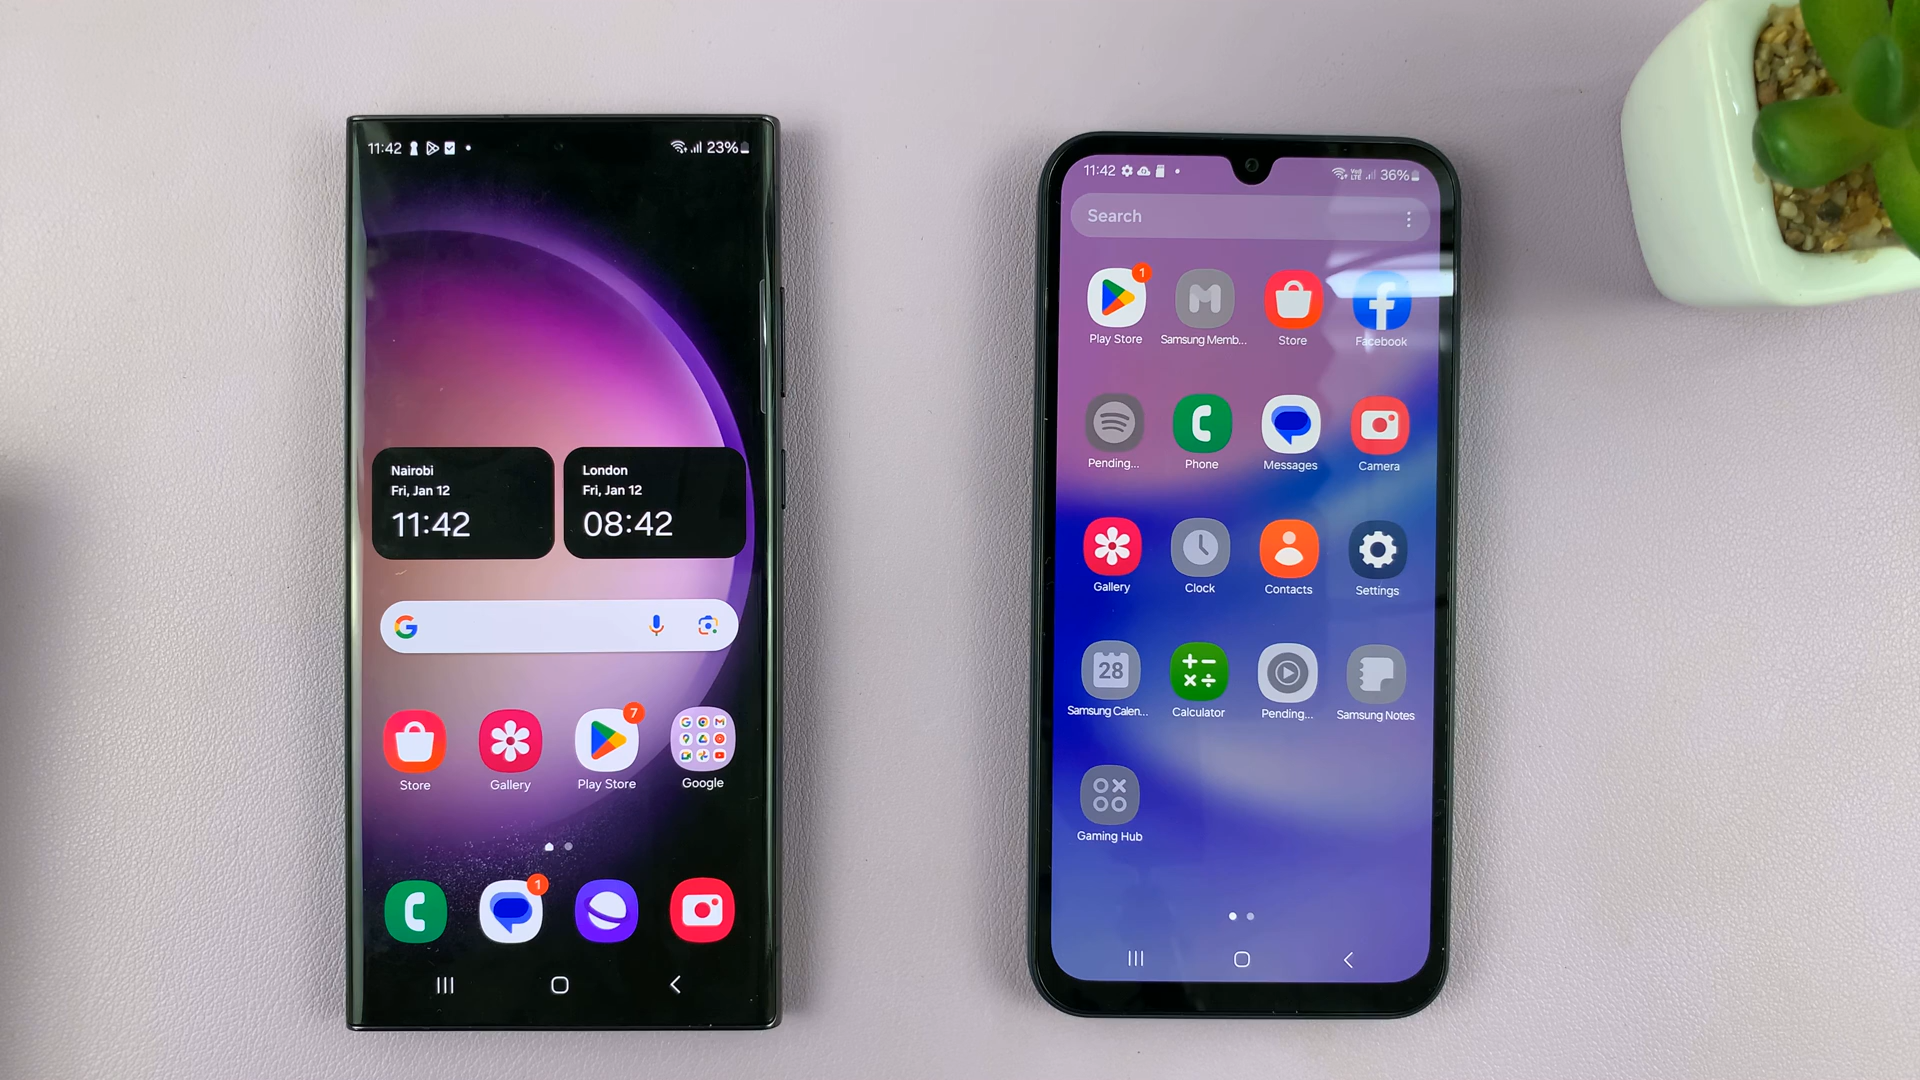 11:42
23%
Nairobi
Fri, Jan 12
11:42
London
Fri, Jan 12
08:42
G
7
Store
Gallery
Play Store
Google
1
11:42
Vo))
LTE
36%
Search
1
Play Store
Samsung Memb...
Store
Facebook
Pending...
Phone
Messages
Camera
Gallery
Clock
Contacts
Settings
28
Samsung Calen...
Calculator
Pending...
Samsung Notes
Gaming Hub